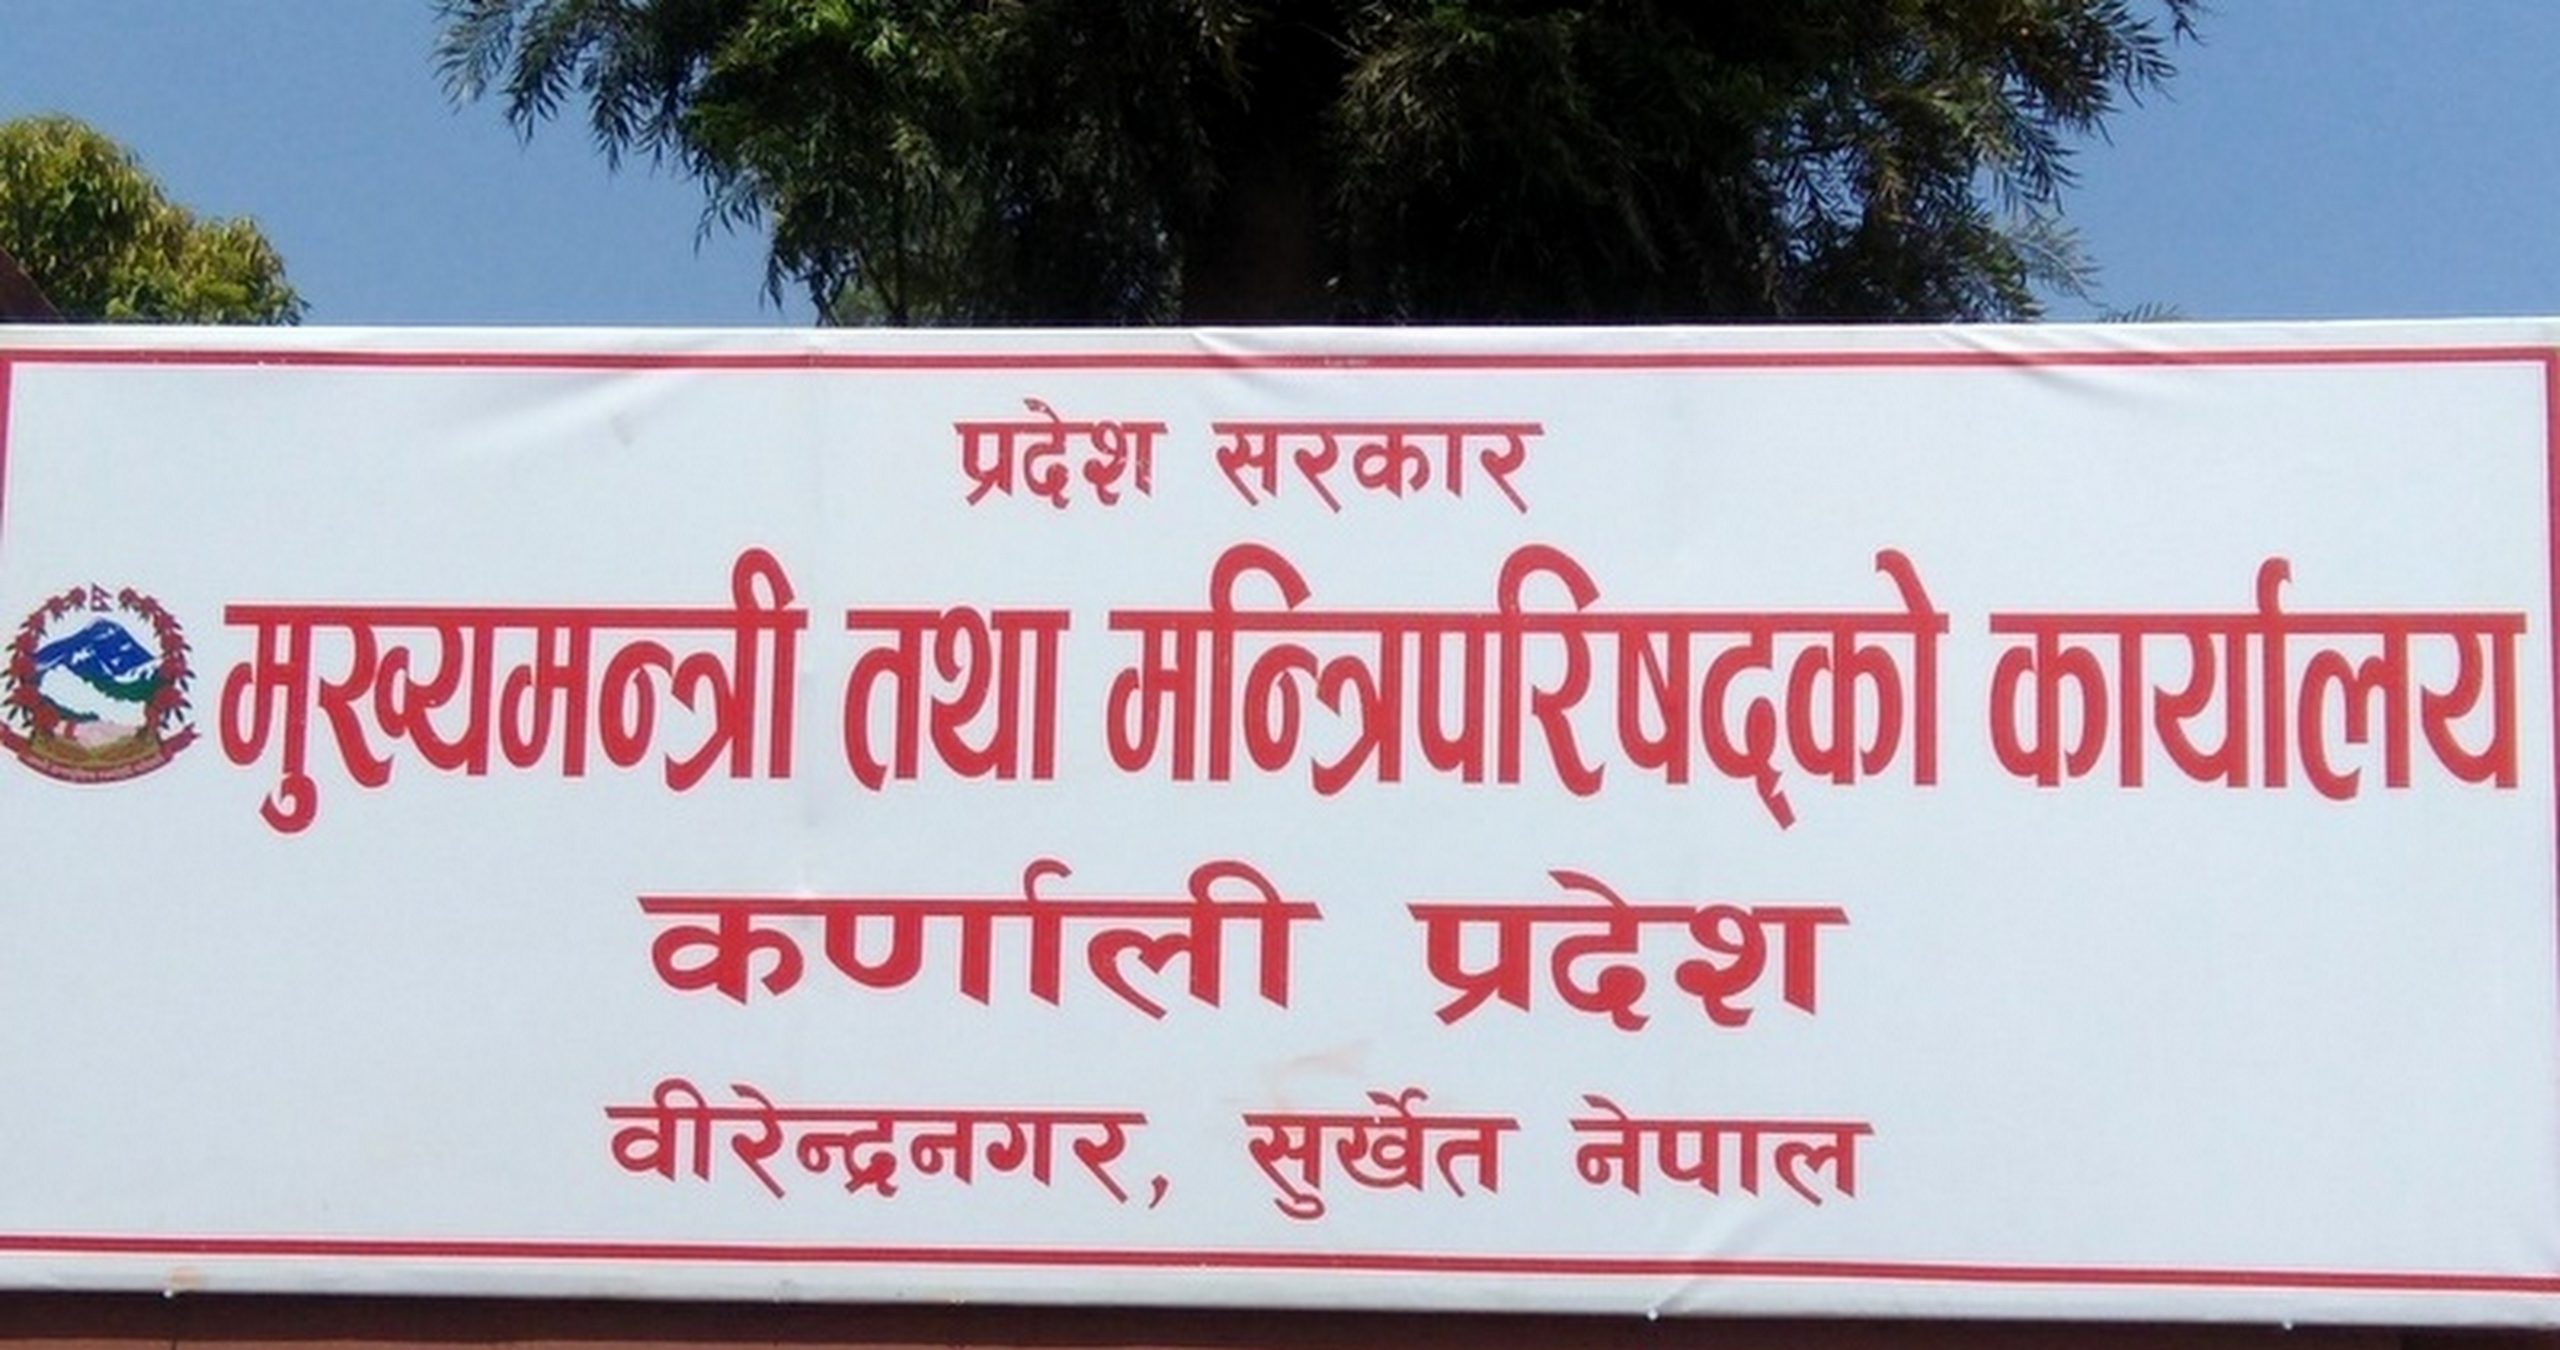 प्रदेश सरकार
मुख्यमन्त्री तथा मन्त्रिपरिषद्को कार्यालय
कर्णाली प्रदेश
वीरेन्द्रनगर, सुर्खेत नेपाल